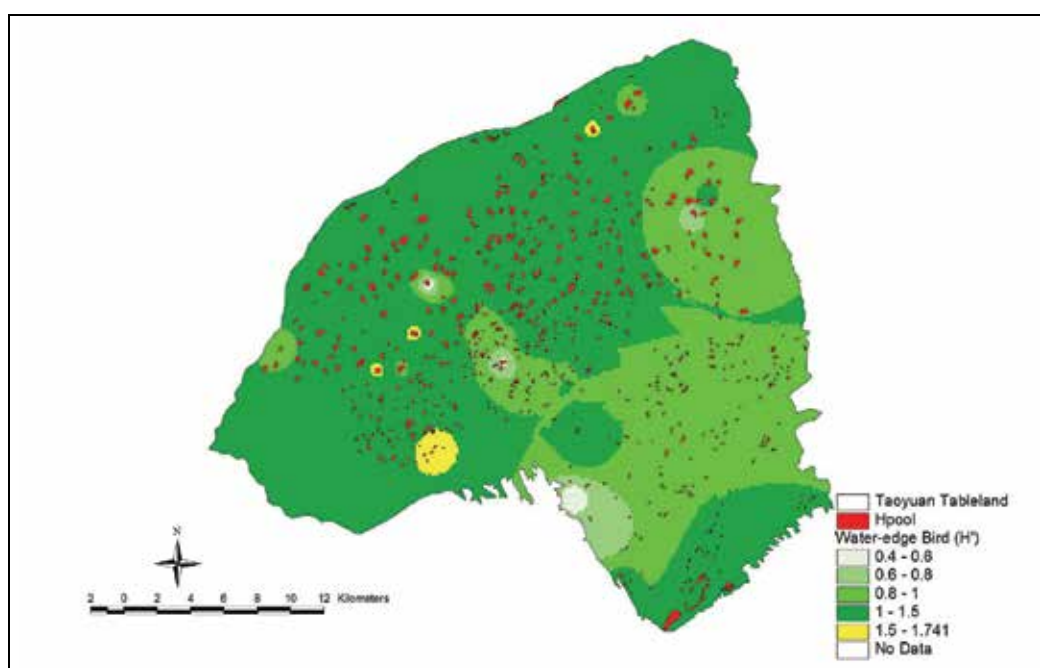 Taoyuan Tableland
Hpool
Water-edge Bird (H')
0.4 - 0.6
0.6 - 0.8
0.8 - 1
1 - 1.5
1.5 - 1.741
No Data
N
2 0 2 4 6 8 10 12 Kilometers